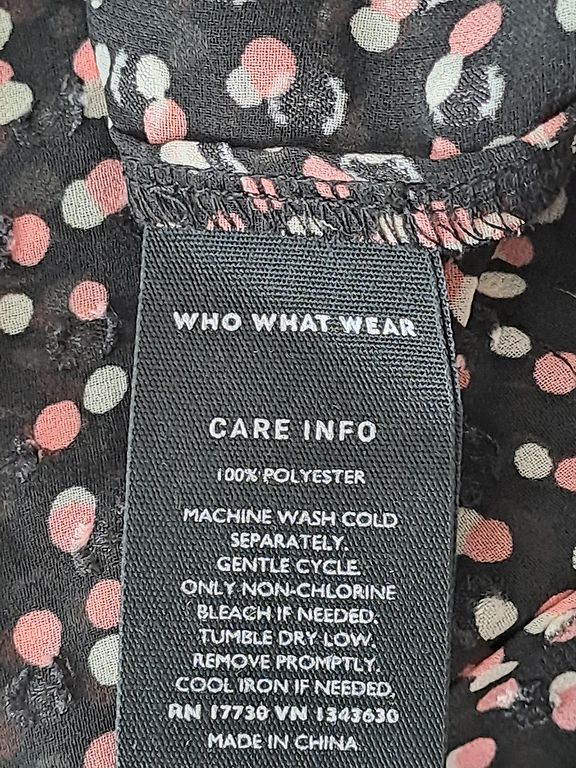 WHO WHAT WEAR
CARE INFO
100% POLYESTER
MACHINE WASH COLD
SEPARATELY.
GENTLE CYCLE.
ONLY NON-CHLORINE
BLEACH IF NEEDED.
TUMBLE DRY LOW.
REMOVE PROMPTLY.
COOL IRON IF NEEDED.
RN 17730 VN 1343630
MADE IN CHINA